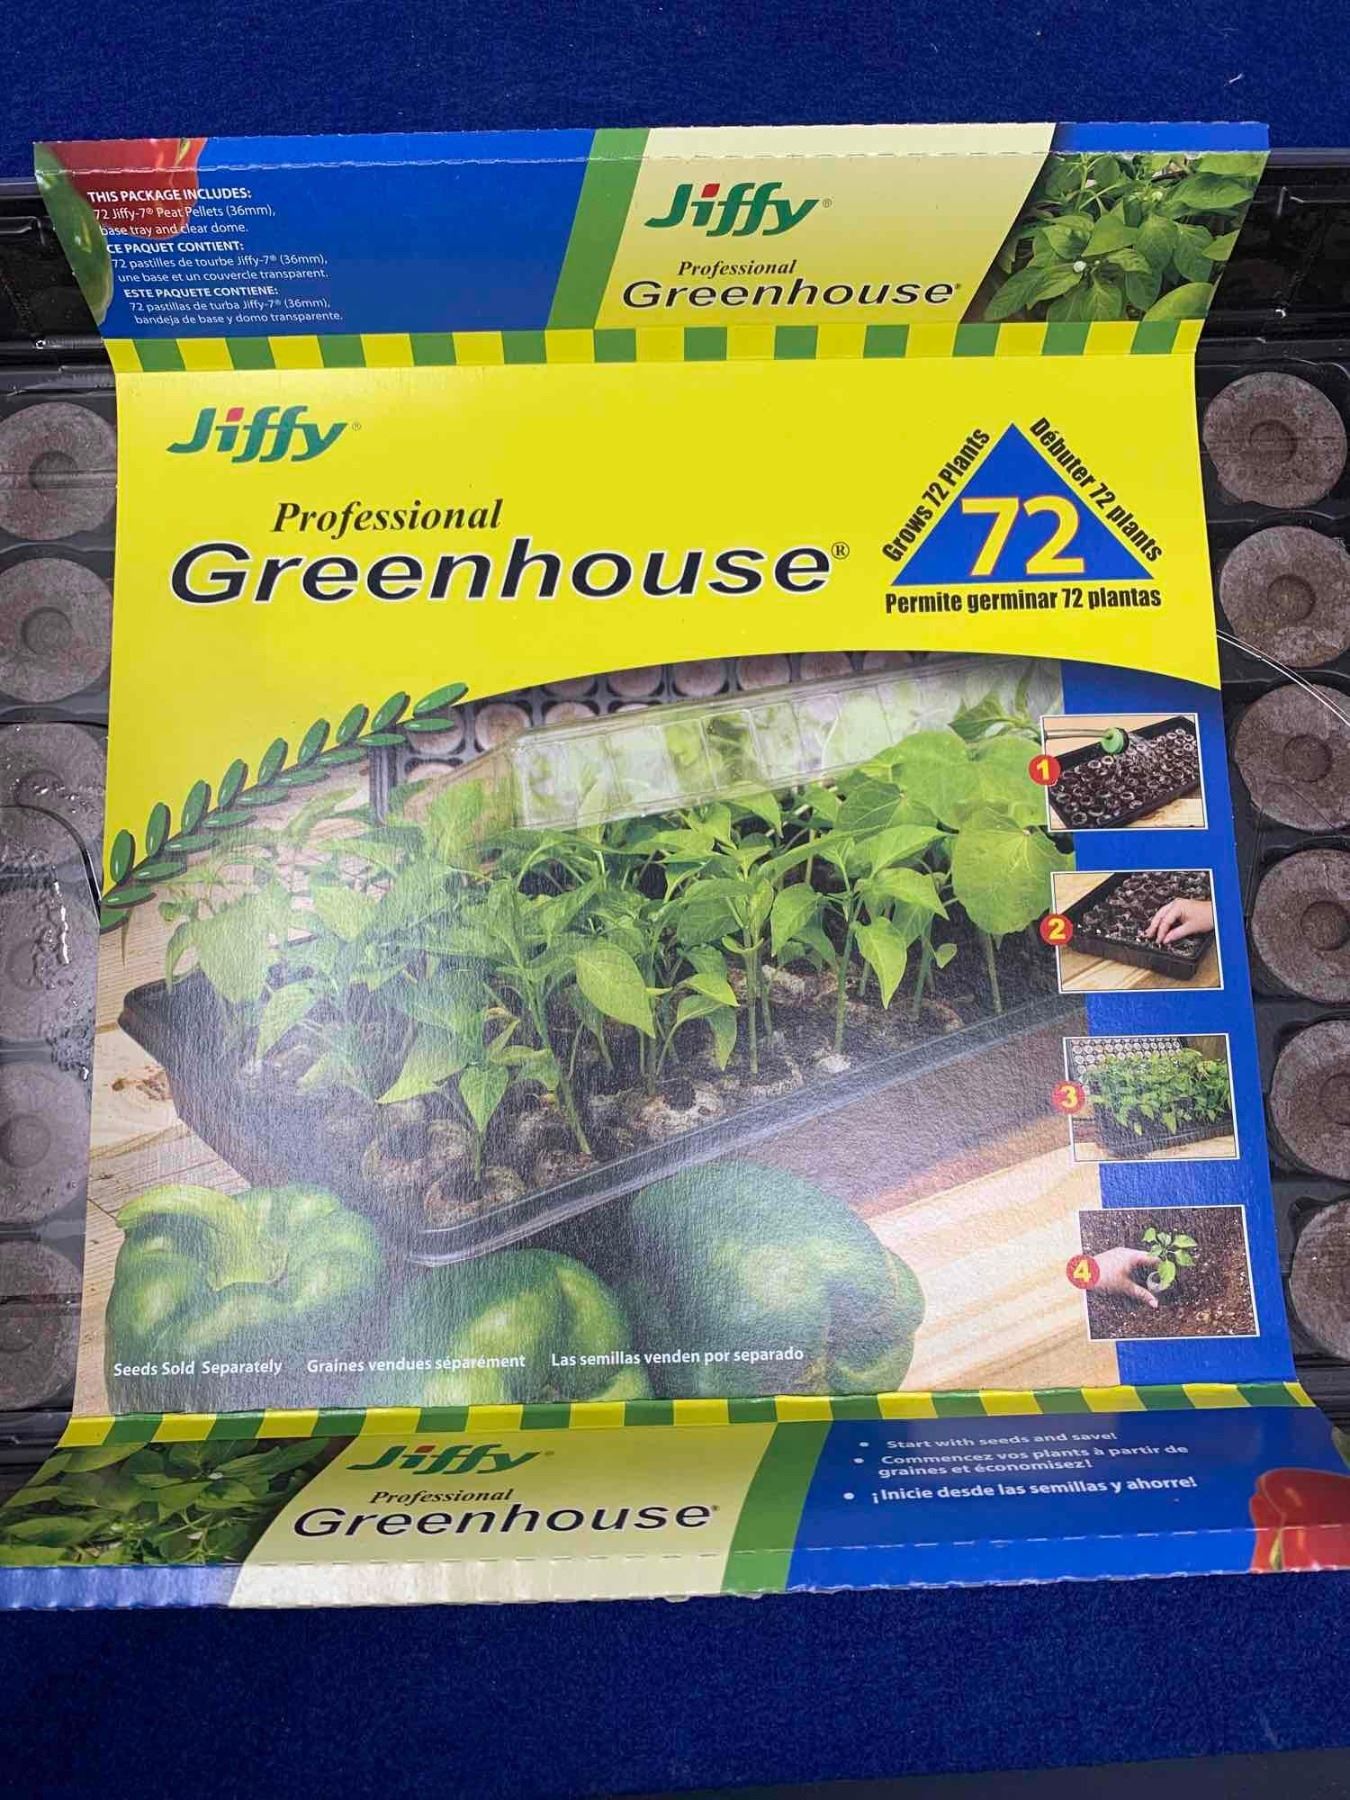 THIS PACKAGE INCLUDES:
72 Jiffy-7® Peat Pellets (36mm),
base tray and clear dome.
CE PAQUET CONTIENT:
72 pastilles de tourbe Jiffy-7® (36mm),
une base et un couvercle transparent.
ESTE PAQUETE CONTIENE:
72 pastillas de turba Jiffy-7® (36mm),
bandeja de base y domo transparente.
Jiffy®
Professional
Greenhouse®
Jiffy®
Professional
Greenhouse®
Grows 72 Plants
Débuter 72 plants
72
Permite germinar 72 plantas
1
2
3
4
Seeds Sold Separately Graines vendues séparément Las semillas venden por separado
Jiffy®
Professional
Greenhouse®
• Start with seeds and save!
• Commencez vos plants à partir de
graines et économisez!
• ¡Inicie desde las semillas y ahorre!